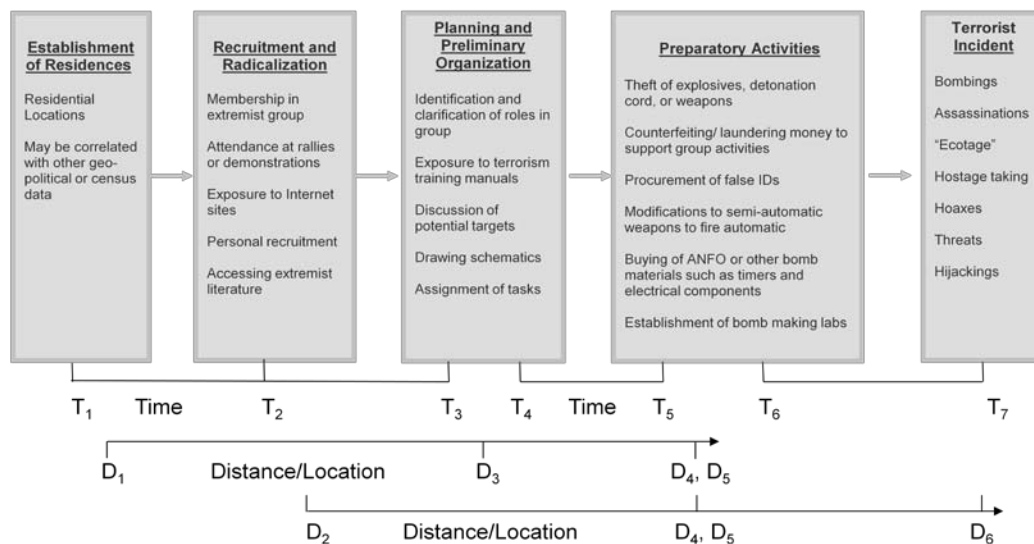 Establishment
of Residences
Residential
Locations
May be correlated
with other geo-
political or census
data
Recruitment and
Radicalization
Membership in
extremist group
Attendance at rallies
or demonstrations
Exposure to Internet
sites
Personal recruitment
Accessing extremist
literature
Planning and
Preliminary
Organization
Identification and
clarification of roles in
group
Exposure to terrorism
training manuals
Discussion of
potential targets
Drawing schematics
Assignment of tasks
Preparatory Activities
Theft of explosives, detonation
cord, or weapons
Counterfeiting/ laundering money to
support group activities
Procurement of false IDs
Modifications to semi-automatic
weapons to fire automatic
Buying of ANFO or other bomb
materials such as timers and
electrical components
Establishment of bomb making labs
Terrorist
Incident
Bombings
Assassinations
“Ecotage”
Hostage taking
Hoaxes
Threats
Hijackings
T₁ Time T₂ T₃ T₄ Time T₅ T₆ T₇
D₁ Distance/Location D₃ D₄, D₅
D₂ Distance/Location D₄, D₅ D₆